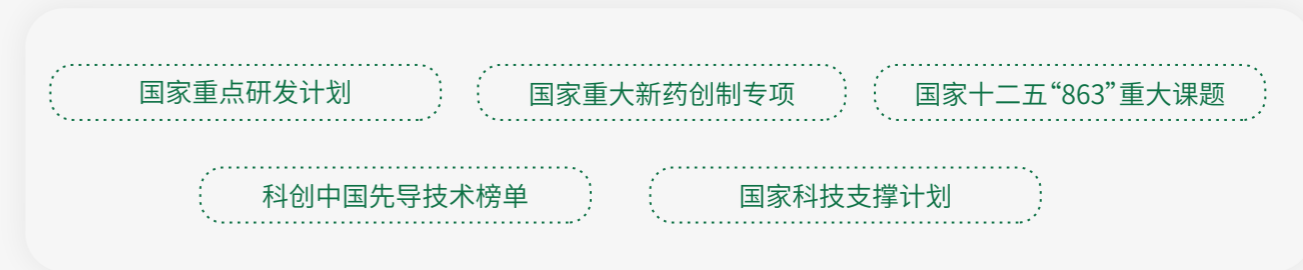 国家重点研发计划
国家重大新药创制专项
国家十二五“863”重大课题
科创中国先导技术榜单
国家科技支撑计划